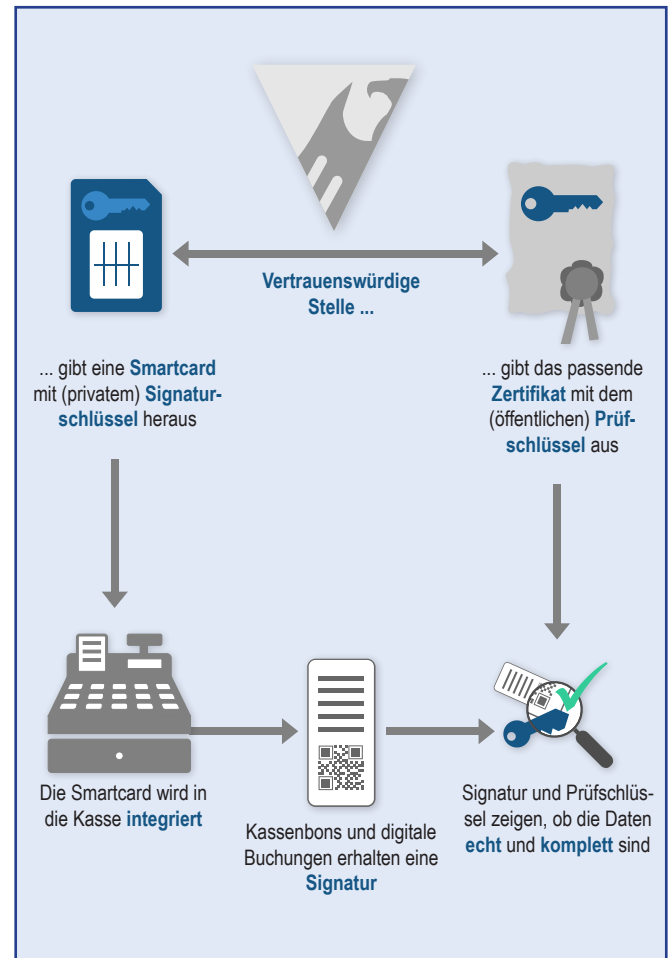 Vertrauenswürdige
Stelle ...
... gibt eine Smartcard
mit (privatem) Signatur-
schlüssel heraus
... gibt das passende
Zertifikat mit dem
(öffentlichen) Prüf-
schlüssel aus
Die Smartcard wird in
die Kasse integriert
Kassenbons und digitale
Buchungen erhalten eine
Signatur
Signatur und Prüfschlüs-
sel zeigen, ob die Daten
echt und komplett sind